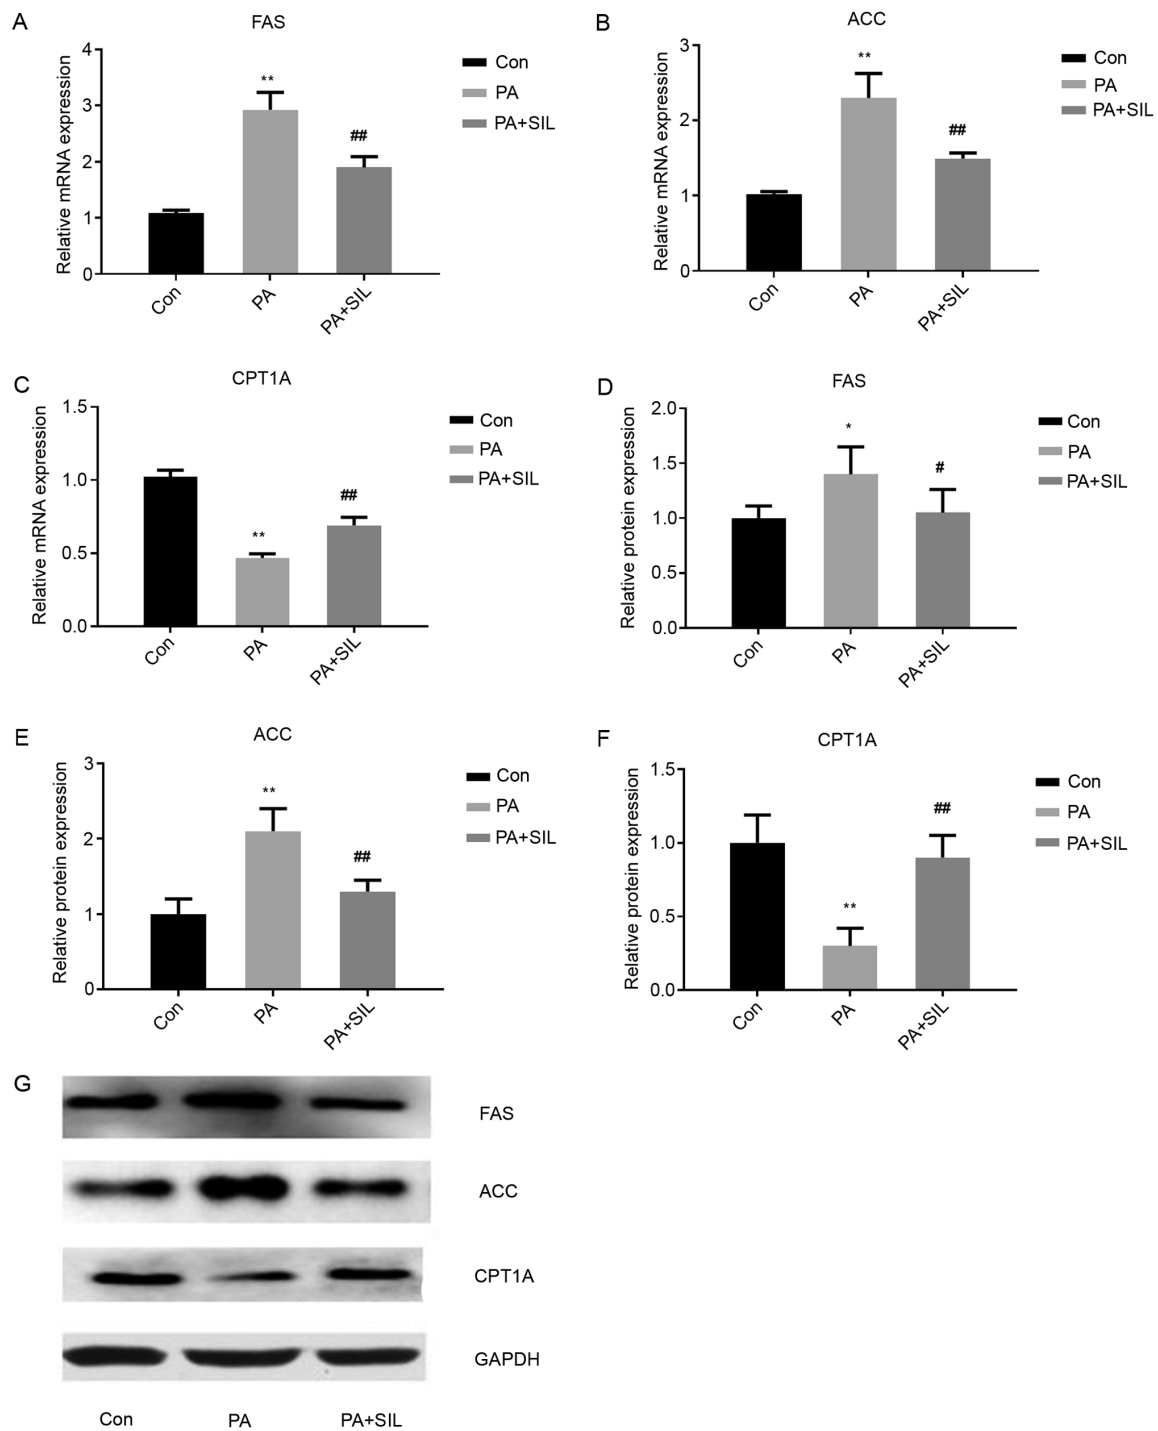 A
FAS
Relative mRNA expression
4
3
2
1
0
**
##
Con
PA
PA+SIL
Con
PA
PA+SIL
B
ACC
Relative mRNA expression
3
2
1
0
**
##
Con
PA
PA+SIL
Con
PA
PA+SIL
C
CPT1A
Relative mRNA expression
1.5
1.0
0.5
0.0
**
##
Con
PA
PA+SIL
Con
PA
PA+SIL
D
FAS
Relative protein expression
2.0
1.5
1.0
0.5
0.0
*
#
Con
PA
PA+SIL
Con
PA
PA+SIL
E
ACC
Relative protein expression
3
2
1
0
**
##
Con
PA
PA+SIL
Con
PA
PA+SIL
F
CPT1A
Relative protein expression
1.5
1.0
0.5
0.0
**
##
Con
PA
PA+SIL
Con
PA
PA+SIL
G
FAS
ACC
CPT1A
GAPDH
Con PA PA+SIL